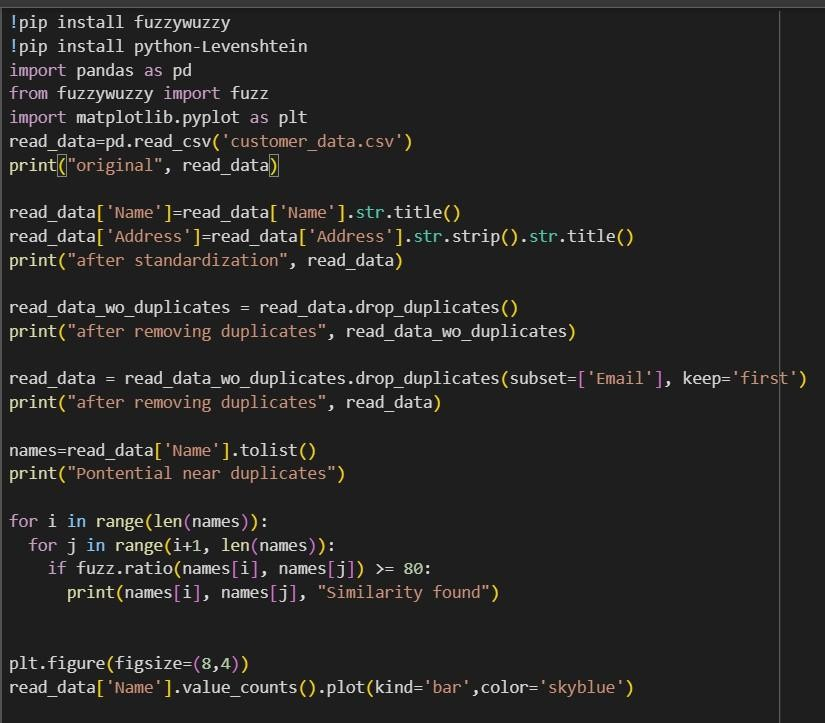 !pip install fuzzywuzzy
!pip install python-Levenshtein
import pandas as pd
from fuzzywuzzy import fuzz
import matplotlib.pyplot as plt
read_data=pd.read_csv('customer_data.csv')
print("original", read_data)

read_data['Name']=read_data['Name'].str.title()
read_data['Address']=read_data['Address'].str.strip().str.title()
print("after standardization", read_data)

read_data_wo_duplicates = read_data.drop_duplicates()
print("after removing duplicates", read_data_wo_duplicates)

read_data = read_data_wo_duplicates.drop_duplicates(subset=['Email'], keep='first')
print("after removing duplicates", read_data)

names=read_data['Name'].tolist()
print("Pontential near duplicates")

for i in range(len(names)):
  for j in range(i+1, len(names)):
    if fuzz.ratio(names[i], names[j]) >= 80:
      print(names[i], names[j], "Similarity found")


plt.figure(figsize=(8,4))
read_data['Name'].value_counts().plot(kind='bar',color='skyblue')